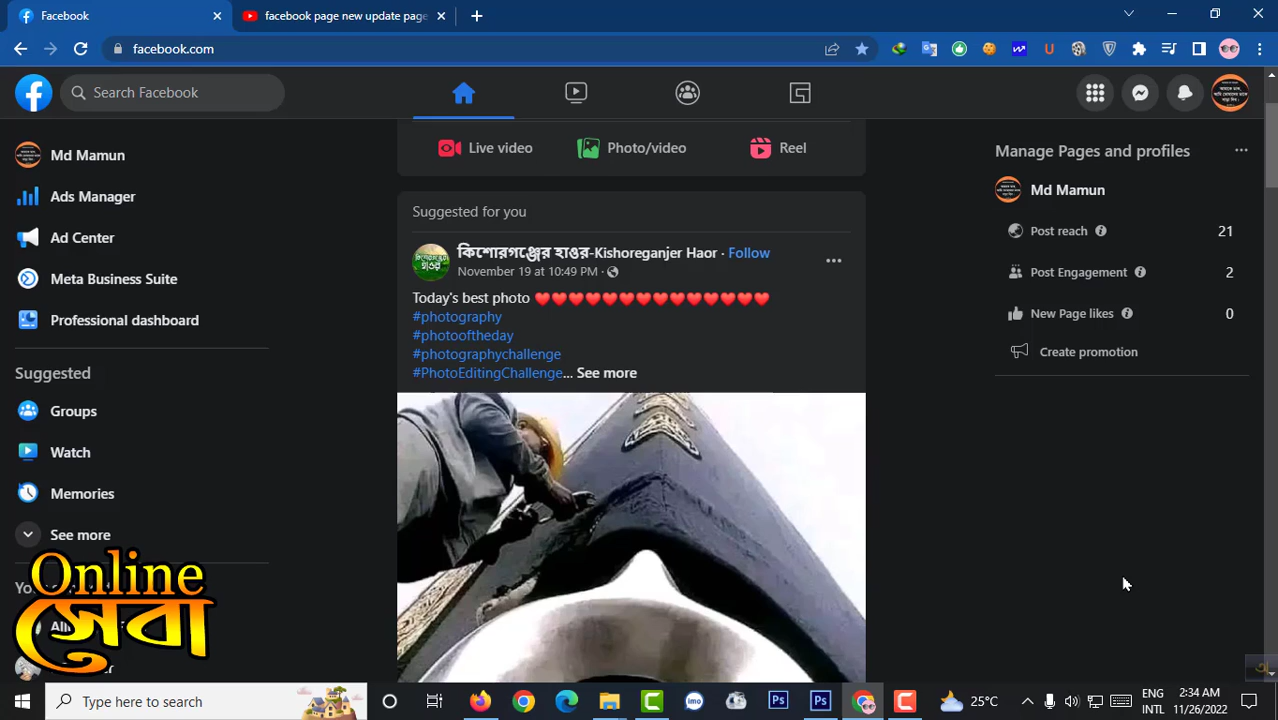 Facebook
facebook page new update page
facebook.com
Search Facebook
Md Mamun
Ads Manager
Ad Center
Meta Business Suite
Professional dashboard
Suggested
Groups
Watch
Memories
See more
Online
সেবা
Live video
Photo/video
Reel
Suggested for you
কিশোরগঞ্জের হাওর-Kishoreganjer Haor · Follow
November 19 at 10:49 PM ·
Today's best photo ❤️❤️❤️❤️❤️❤️❤️❤️❤️❤️❤️❤️❤️❤️
#photography
#photooftheday
#photographychallenge
#PhotoEditingChallenge... See more
Manage Pages and profiles
Md Mamun
Post reach 21
Post Engagement 2
New Page likes 0
Create promotion
Type here to search
imo
Ps
Ps
25°C
ENG
INTL
2:34 AM
11/26/2022